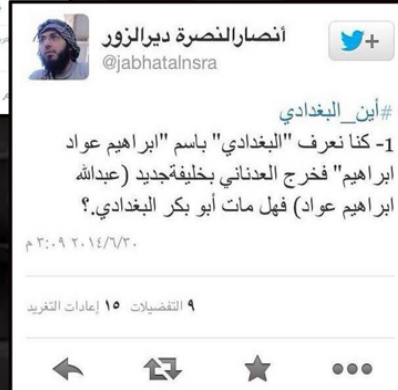 أنصارالنصرة ديرالزور
@jabhatalnsra
#أين_البغدادي
1- كنا نعرف "البغدادي" باسم "ابراهيم عواد
ابراهيم" فخرج العدناني بخليفةجديد (عبدالله
ابراهيم عواد) فهل مات أبو بكر البغدادي.؟
٢٠١٤/٦/٣٠ ٣:٠٩ م
٩ التفضيلات ١٥ إعادات التغريد